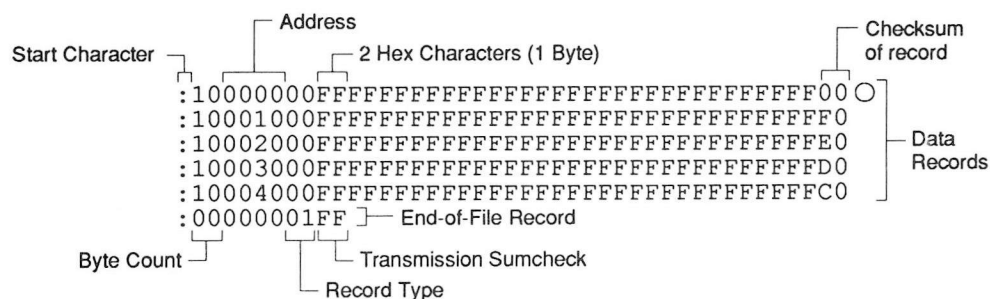 Address
Checksum of record
Start Character
2 Hex Characters (1 Byte)
:10000000FFFFFFFFFFFFFFFFFFFFFFFFFFFFFFFF00
:10001000FFFFFFFFFFFFFFFFFFFFFFFFFFFFFFFFF0
:10002000FFFFFFFFFFFFFFFFFFFFFFFFFFFFFFFFE0
:10003000FFFFFFFFFFFFFFFFFFFFFFFFFFFFFFFFD0
:10004000FFFFFFFFFFFFFFFFFFFFFFFFFFFFFFFFC0
Data Records
:00000001FF
End-of-File Record
Byte Count
Transmission Sumcheck
Record Type